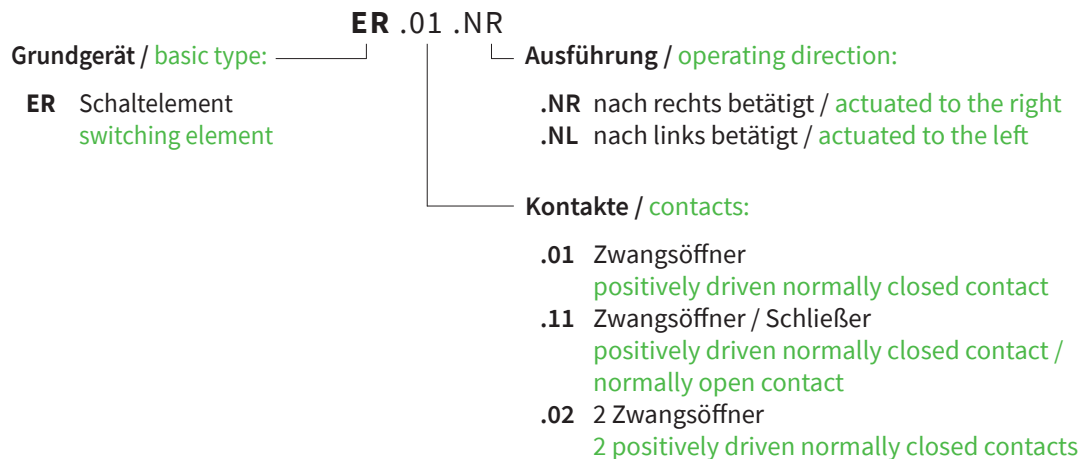 ER .01 .NR
Grundgerät / basic type:
ER Schaltelement
switching element
Ausführung / operating direction:
.NR nach rechts betätigt / actuated to the right
.NL nach links betätigt / actuated to the left
Kontakte / contacts:
.01 Zwangsöffner
positively driven normally closed contact
.11 Zwangsöffner / Schließer
positively driven normally closed contact /
normally open contact
.02 2 Zwangsöffner
2 positively driven normally closed contacts